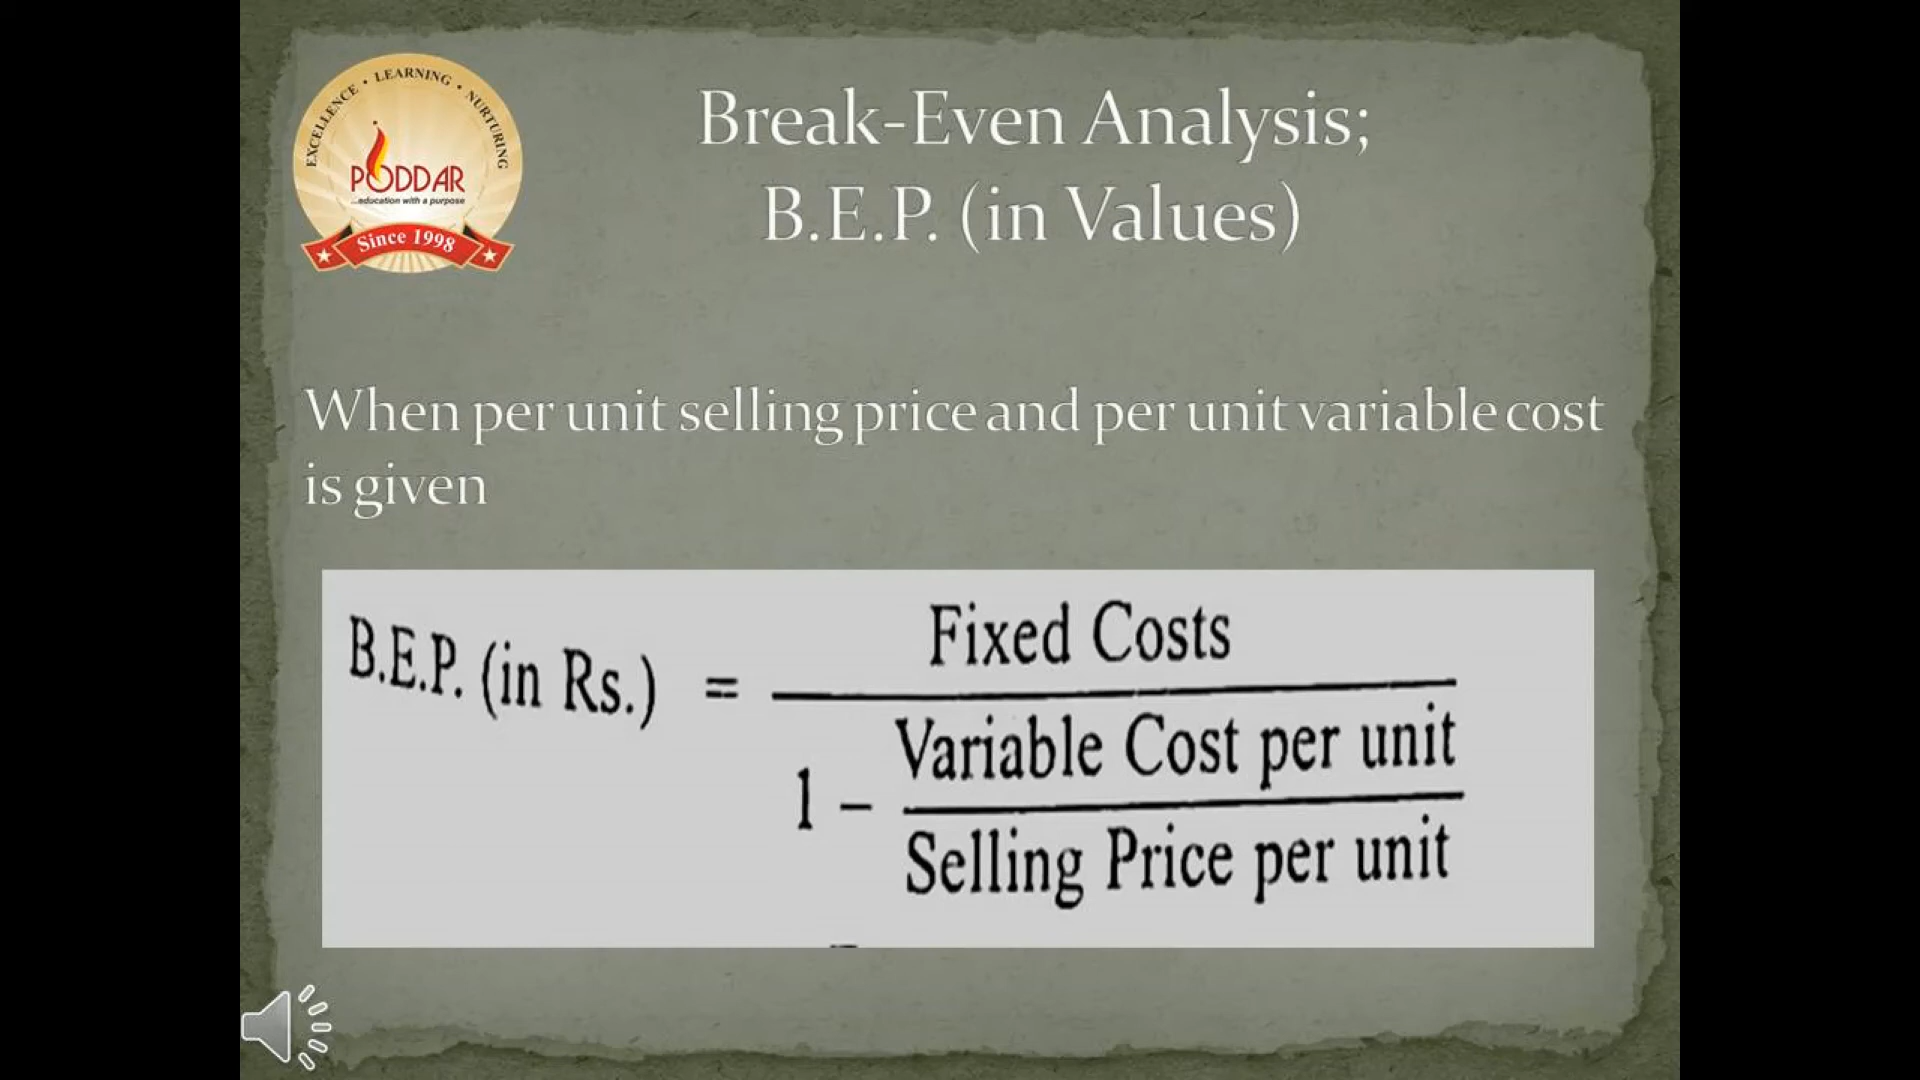 EXCELLENCE • LEARNING • NURTURING
PODDAR
...education with a purpose
Since 1998
Break-Even Analysis;
B.E.P. (in Values)
When per unit selling price and per unit variable cost
is given
B.E.P. (in Rs.) =
Fixed Costs
1 –
Variable Cost per unit
Selling Price per unit